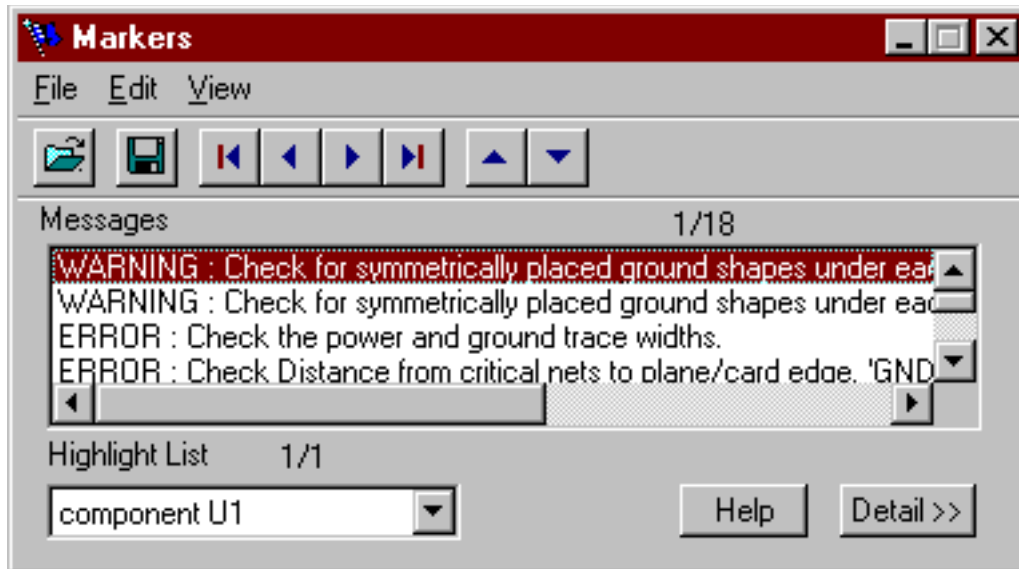 Markers
File Edit View
Messages 1/18
WARNING : Check for symmetrically placed ground shapes under
WARNING : Check for symmetrically placed ground shapes under
ERROR : Check the power and ground trace widths.
ERROR : Check Distance from critical nets to plane/card edge. 'GND
Highlight List 1/1
component U1 Help Detail >>